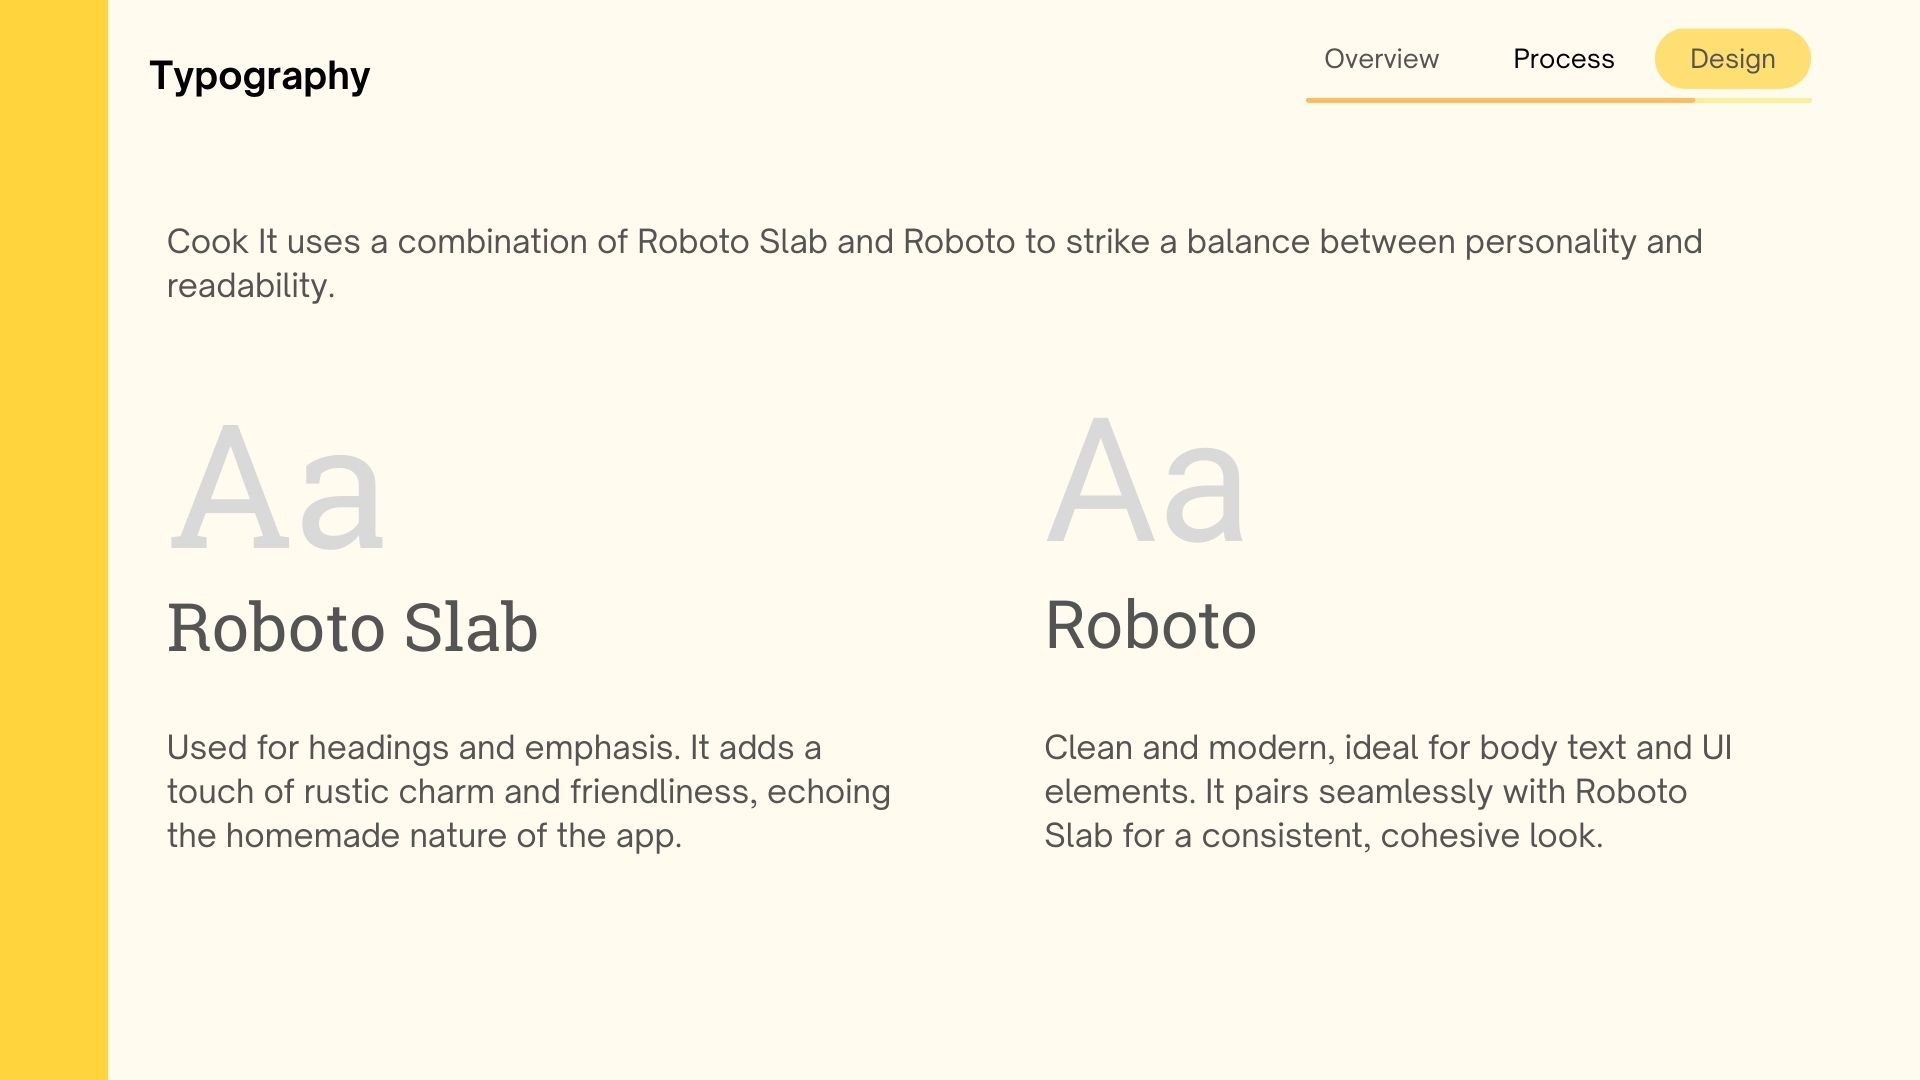 Typography
Overview
Process
Design
Cook It uses a combination of Roboto Slab and Roboto to strike a balance between personality and
readability.
Aa
Roboto Slab
Used for headings and emphasis. It adds a
touch of rustic charm and friendliness, echoing
the homemade nature of the app.
Aa
Roboto
Clean and modern, ideal for body text and UI
elements. It pairs seamlessly with Roboto
Slab for a consistent, cohesive look.